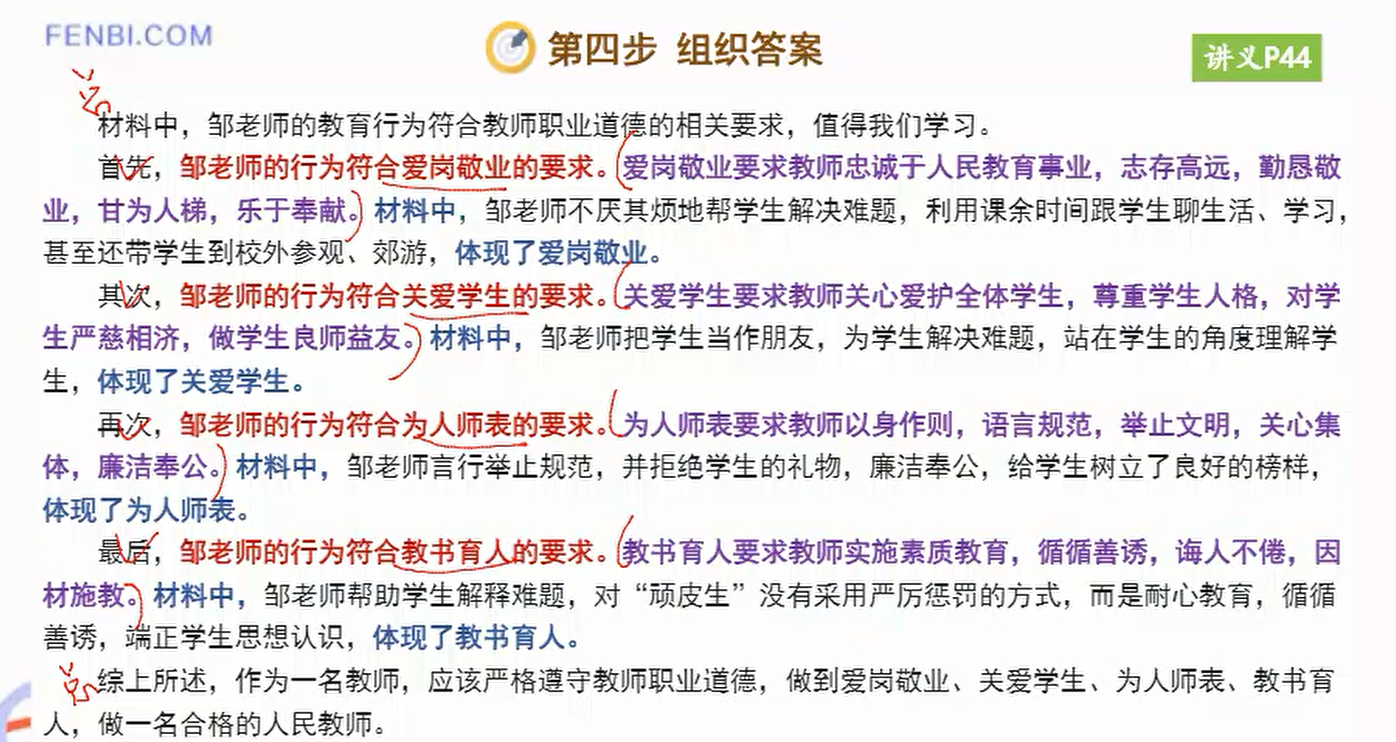 FENBI.COM
第四步 组织答案
讲义P44
材料中，邹老师的教育行为符合教师职业道德的相关要求，值得我们学习。
首先，邹老师的行为符合爱岗敬业的要求。爱岗敬业要求教师忠诚于人民教育事业，志存高远，勤恳敬
业，甘为人梯，乐于奉献。材料中，邹老师不厌其烦地帮学生解决难题，利用课余时间跟学生聊生活、学习，
甚至还带学生到校外参观、郊游，体现了爱岗敬业。
其次，邹老师的行为符合关爱学生的要求。关爱学生要求教师关心爱护全体学生，尊重学生人格，对学
生严慈相济，做学生良师益友。材料中，邹老师把学生当作朋友，为学生解决难题，站在学生的角度理解学
生，体现了关爱学生。
再次，邹老师的行为符合为人师表的要求。为人师表要求教师以身作则，语言规范，举止文明，关心集
体，廉洁奉公。材料中，邹老师言行举止规范，并拒绝学生的礼物，廉洁奉公，给学生树立了良好的榜样，
体现了为人师表。
最后，邹老师的行为符合教书育人的要求。教书育人要求教师实施素质教育，循循善诱，诲人不倦，因
材施教。材料中，邹老师帮助学生解释难题，对“顽皮生”没有采用严厉惩罚的方式，而是耐心教育，循循
善诱，端正学生思想认识，体现了教书育人。
综上所述，作为一名教师，应该严格遵守教师职业道德，做到爱岗敬业、关爱学生、为人师表、教书育
人，做一名合格的人民教师。